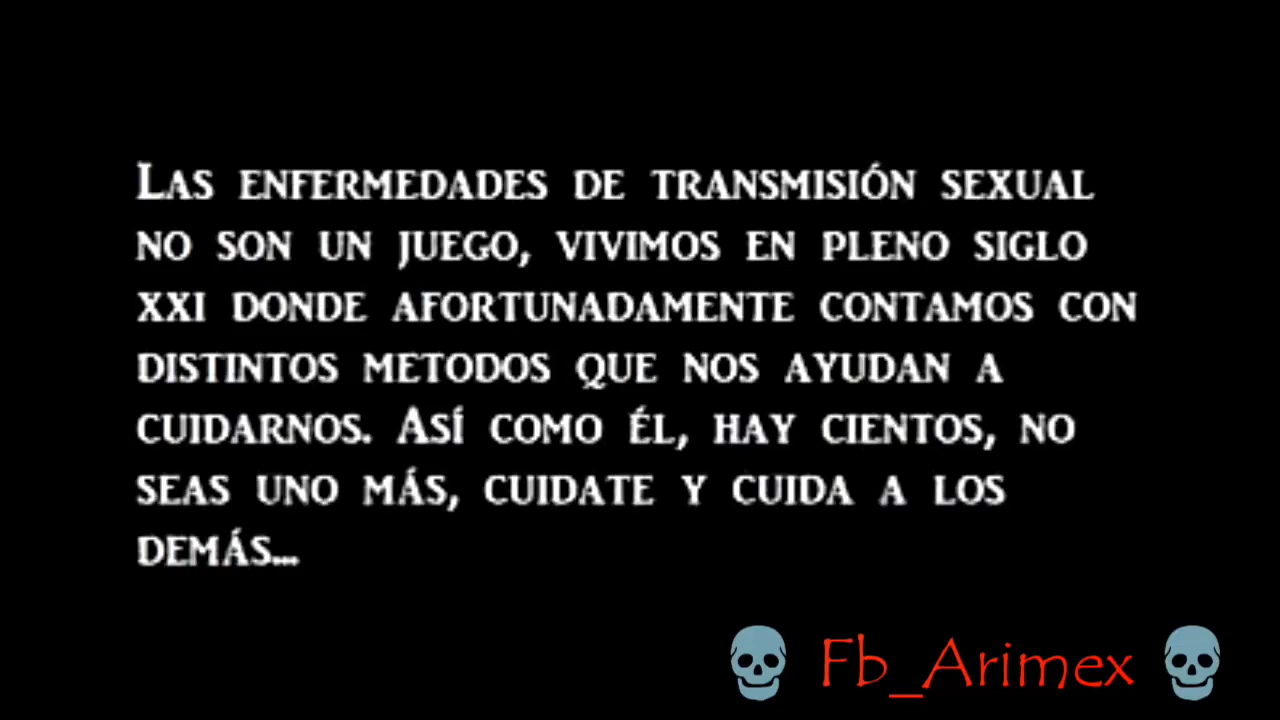 Las enfermedades de transmisión sexual
no son un juego, vivimos en pleno siglo
xxi donde afortunadamente contamos con
distintos metodos que nos ayudan a
cuidarnos. Así como él, hay cientos, no
seas uno más, cuidate y cuida a los
demás...
Fb_Arimex